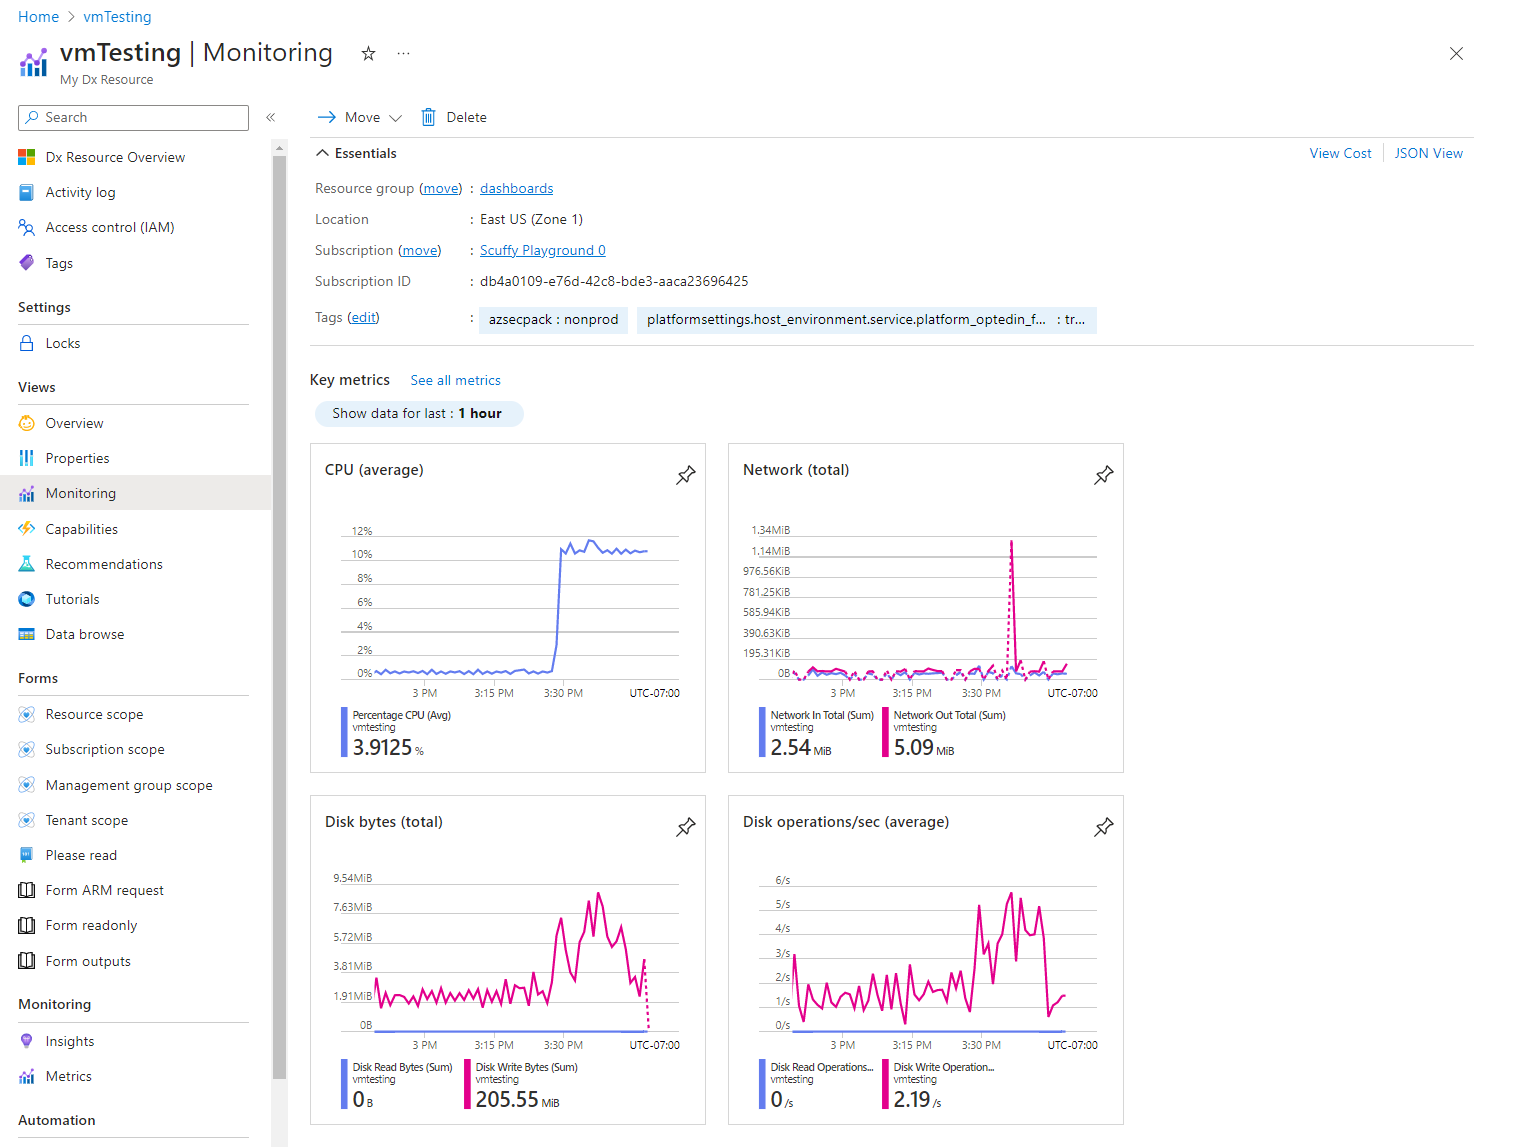 Home > vmTesting
vmTesting | Monitoring
My Dx Resource
Search
Dx Resource Overview
Activity log
Access control (IAM)
Tags
Settings
Locks
Views
Overview
Properties
Monitoring
Capabilities
Recommendations
Tutorials
Data browse
Forms
Resource scope
Subscription scope
Management group scope
Tenant scope
Please read
Form ARM request
Form readonly
Form outputs
Monitoring
Insights
Metrics
Automation
Move Delete
Essentials
View Cost JSON View
Resource group (move) : dashboards
Location : East US (Zone 1)
Subscription (move) : Scuffy Playground 0
Subscription ID : db4a0109-e76d-42c8-bde3-aaca23696425
Tags (edit) : azsecpack : nonprod platformsettings.host_environment.service.platform_optedin_f... : tr...
Key metrics See all metrics
Show data for last : 1 hour
CPU (average)
12%
10%
8%
6%
4%
2%
0%
3 PM 3:15 PM 3:30 PM UTC-07:00
Percentage CPU (Avg)
vmtesting
3.9125 %
Network (total)
1.34MiB
1.14MiB
976.56KiB
781.25KiB
585.94KiB
390.63KiB
195.31KiB
0B
3 PM 3:15 PM 3:30 PM UTC-07:00
Network In Total (Sum) Network Out Total (Sum)
vmtesting vmtesting
2.54 MiB 5.09 MiB
Disk bytes (total)
9.54MiB
7.63MiB
5.72MiB
3.81MiB
1.91MiB
0B
3 PM 3:15 PM 3:30 PM UTC-07:00
Disk Read Bytes (Sum) Disk Write Bytes (Sum)
vmtesting vmtesting
0 B 205.55 MiB
Disk operations/sec (average)
6/s
5/s
4/s
3/s
2/s
1/s
0/s
3 PM 3:15 PM 3:30 PM UTC-07:00
Disk Read Operations... Disk Write Operation...
vmtesting vmtesting
0 /s 2.19 /s